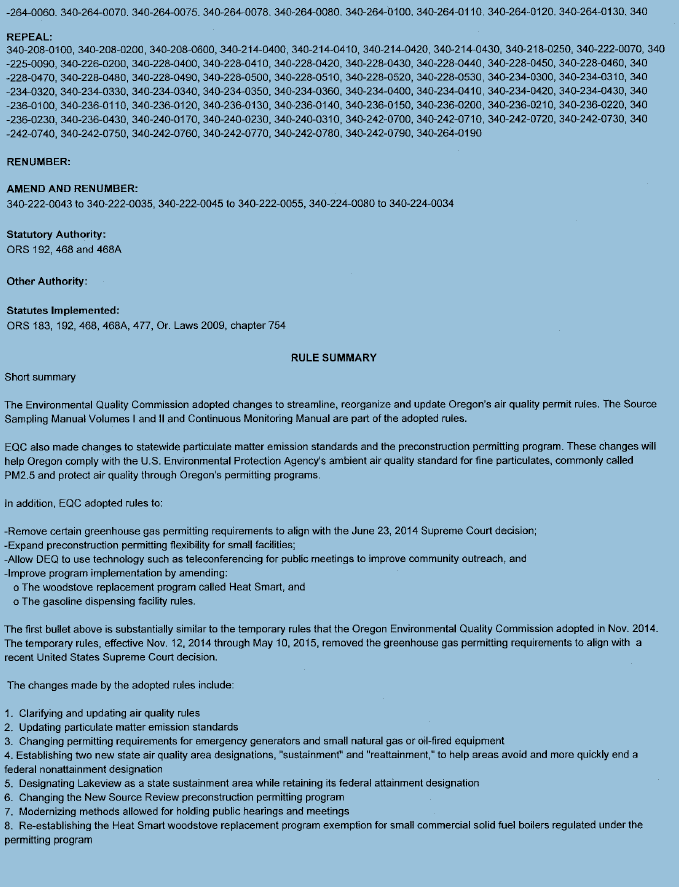 -264-0060, 340-264-0070, 340-264-0075, 340-264-0078, 340-264-0080, 340-264-0100, 340-264-0110, 340-264-0120, 340-264-0130, 340
REPEAL:
340-208-0100, 340-208-0200, 340-208-0600, 340-214-0400, 340-214-0410, 340-214-0420, 340-214-0430, 340-218-0250, 340-222-0070, 340
-225-0090, 340-226-0200, 340-228-0400, 340-228-0410, 340-228-0420, 340-228-0430, 340-228-0440, 340-228-0450, 340-228-0460, 340
-228-0470, 340-228-0480, 340-228-0490, 340-228-0500, 340-228-0510, 340-228-0520, 340-228-0530, 340-234-0300, 340-234-0310, 340
-234-0320, 340-234-0330, 340-234-0340, 340-234-0350, 340-234-0360, 340-234-0400, 340-234-0410, 340-234-0420, 340-234-0430, 340
-236-0100, 340-236-0110, 340-236-0120, 340-236-0130, 340-236-0140, 340-236-0150, 340-236-0200, 340-236-0210, 340-236-0220, 340
-236-0230, 340-236-0430, 340-240-0170, 340-240-0230, 340-240-0310, 340-242-0700, 340-242-0710, 340-242-0720, 340-242-0730, 340
-242-0740, 340-242-0750, 340-242-0760, 340-242-0770, 340-242-0780, 340-242-0790, 340-264-0190
RENUMBER:
AMEND AND RENUMBER:
340-222-0043 to 340-222-0035, 340-222-0045 to 340-222-0055, 340-224-0080 to 340-224-0034
Statutory Authority:
ORS 192, 468 and 468A
Other Authority:
Statutes Implemented:
ORS 183, 192, 468, 468A, 477, Or. Laws 2009, chapter 754
RULE SUMMARY
Short summary
The Environmental Quality Commission adopted changes to streamline, reorganize and update Oregon's air quality permit rules. The Source
Sampling Manual Volumes I and II and Continuous Monitoring Manual are part of the adopted rules.
EQC also made changes to statewide particulate matter emission standards and the preconstruction permitting program. These changes will
help Oregon comply with the U.S. Environmental Protection Agency's ambient air quality standard for fine particulates, commonly called
PM2.5 and protect air quality through Oregon's permitting programs.
In addition, EQC adopted rules to:
-Remove certain greenhouse gas permitting requirements to align with the June 23, 2014 Supreme Court decision;
-Expand preconstruction permitting flexibility for small facilities;
-Allow DEQ to use technology such as teleconferencing for public meetings to improve community outreach, and
-Improve program implementation by amending:
o The woodstove replacement program called Heat Smart, and
o The gasoline dispensing facility rules.
The first bullet above is substantially similar to the temporary rules that the Oregon Environmental Quality Commission adopted in Nov. 2014.
The temporary rules, effective Nov. 12, 2014 through May 10, 2015, removed the greenhouse gas permitting requirements to align with a
recent United States Supreme Court decision.
The changes made by the adopted rules include:
1. Clarifying and updating air quality rules
2. Updating particulate matter emission standards
3. Changing permitting requirements for emergency generators and small natural gas or oil-fired equipment
4. Establishing two new state air quality area designations, "sustainment" and "reattainment," to help areas avoid and more quickly end a
federal nonattainment designation
5. Designating Lakeview as a state sustainment area while retaining its federal attainment designation
6. Changing the New Source Review preconstruction permitting program
7. Modernizing methods allowed for holding public hearings and meetings
8. Re-establishing the Heat Smart woodstove replacement program exemption for small commercial solid fuel boilers regulated under the
permitting program